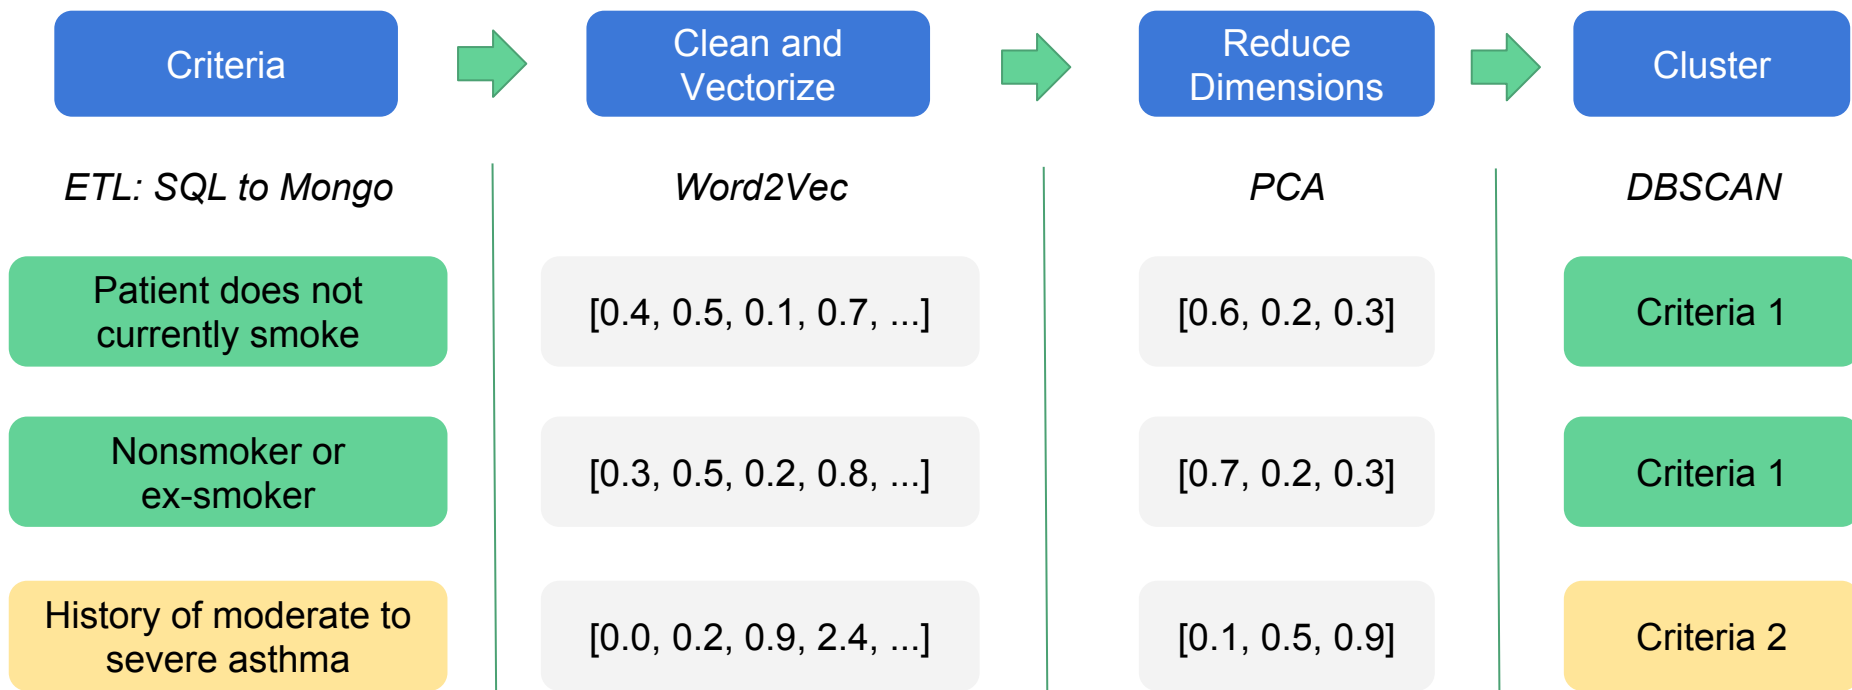 Criteria
Clean and
Vectorize
Reduce
Dimensions
Cluster
ETL: SQL to Mongo
Word2Vec
PCA
DBSCAN
Patient does not
currently smoke
[0.4, 0.5, 0.1, 0.7, ...]
[0.6, 0.2, 0.3]
Criteria 1
Nonsmoker or
ex-smoker
[0.3, 0.5, 0.2, 0.8, ...]
[0.7, 0.2, 0.3]
Criteria 1
History of moderate to
severe asthma
[0.0, 0.2, 0.9, 2.4, ...]
[0.1, 0.5, 0.9]
Criteria 2